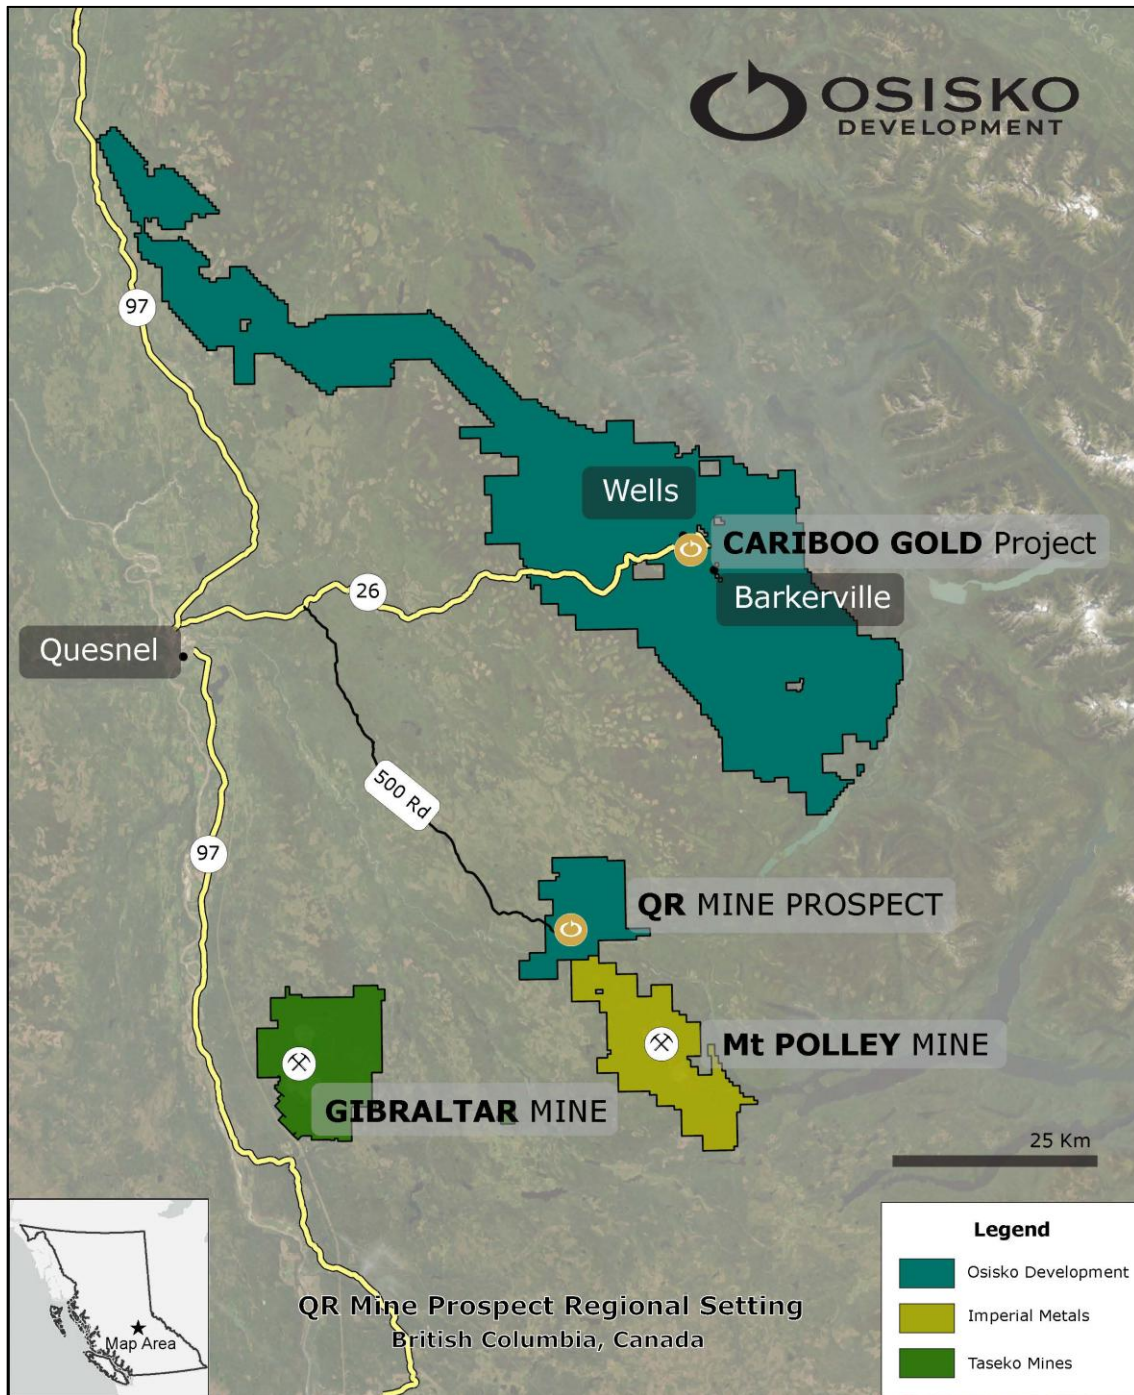 OSISKO
DEVELOPMENT
97
Wells
CARIBOO GOLD Project
26
Barkerville
Quesnel
500 Rd
97
QR MINE PROSPECT
Mt POLLEY MINE
GIBRALTAR MINE
25 Km
Legend
Osisko Development
Imperial Metals
Taseko Mines
Map Area
QR Mine Prospect Regional Setting
British Columbia, Canada